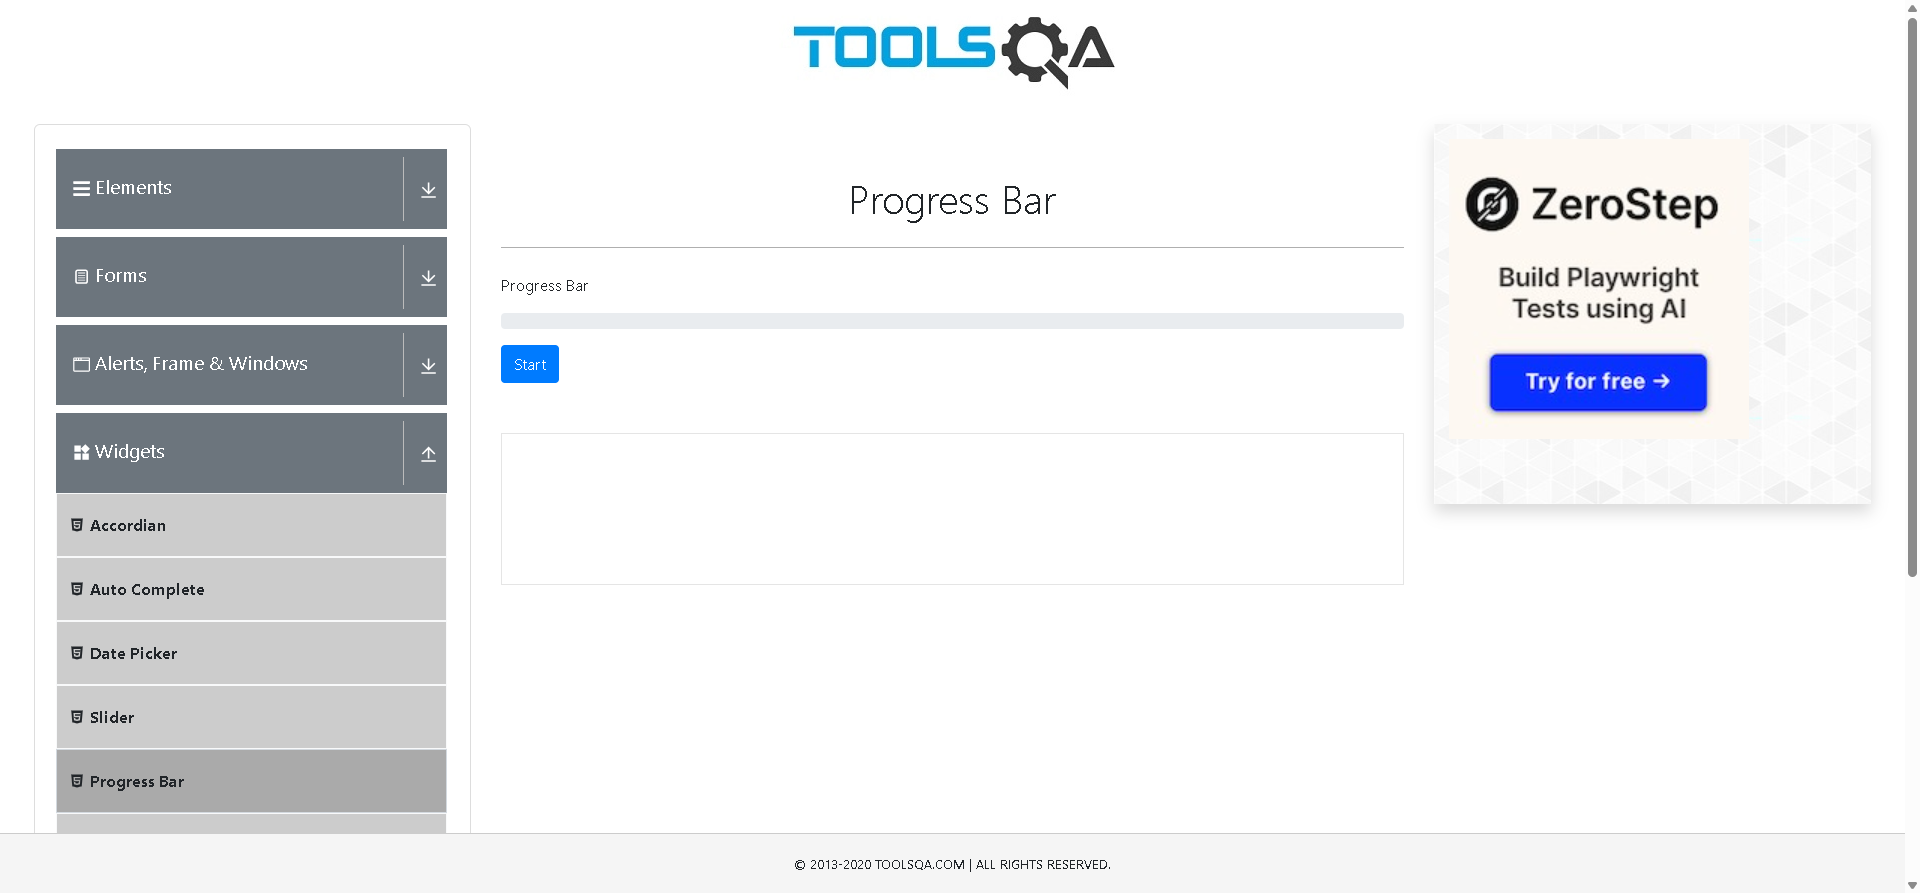 TOOLSQA
Elements
Forms
Alerts, Frame & Windows
Widgets
Accordian
Auto Complete
Date Picker
Slider
Progress Bar
Progress Bar
Progress Bar
Start
ZeroStep
Build Playwright
Tests using AI
Try for free →
© 2013-2020 TOOLSQA.COM | ALL RIGHTS RESERVED.